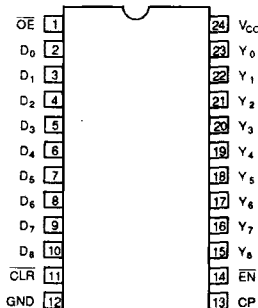 OE 1 24 VCC
D0 2 23 Y0
D1 3 22 Y1
D2 4 21 Y2
D3 5 20 Y3
D4 6 19 Y4
D5 7 18 Y5
D6 8 17 Y6
D7 9 16 Y7
D8 10 15 Y8
CLR 11 14 EN
GND 12 13 CP